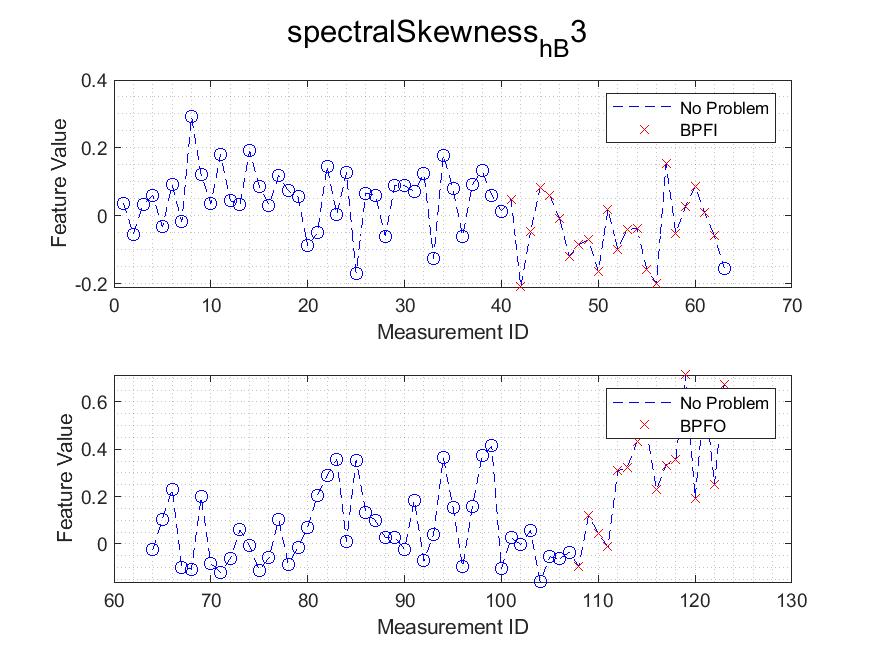 spectralSkewness_hB3
0.4
0.2
0
-0.2
Feature Value
No Problem
BPFI
0 10 20 30 40 50 60 70
Measurement ID
0.6
0.4
0.2
0
Feature Value
No Problem
BPFO
60 70 80 90 100 110 120 130
Measurement ID